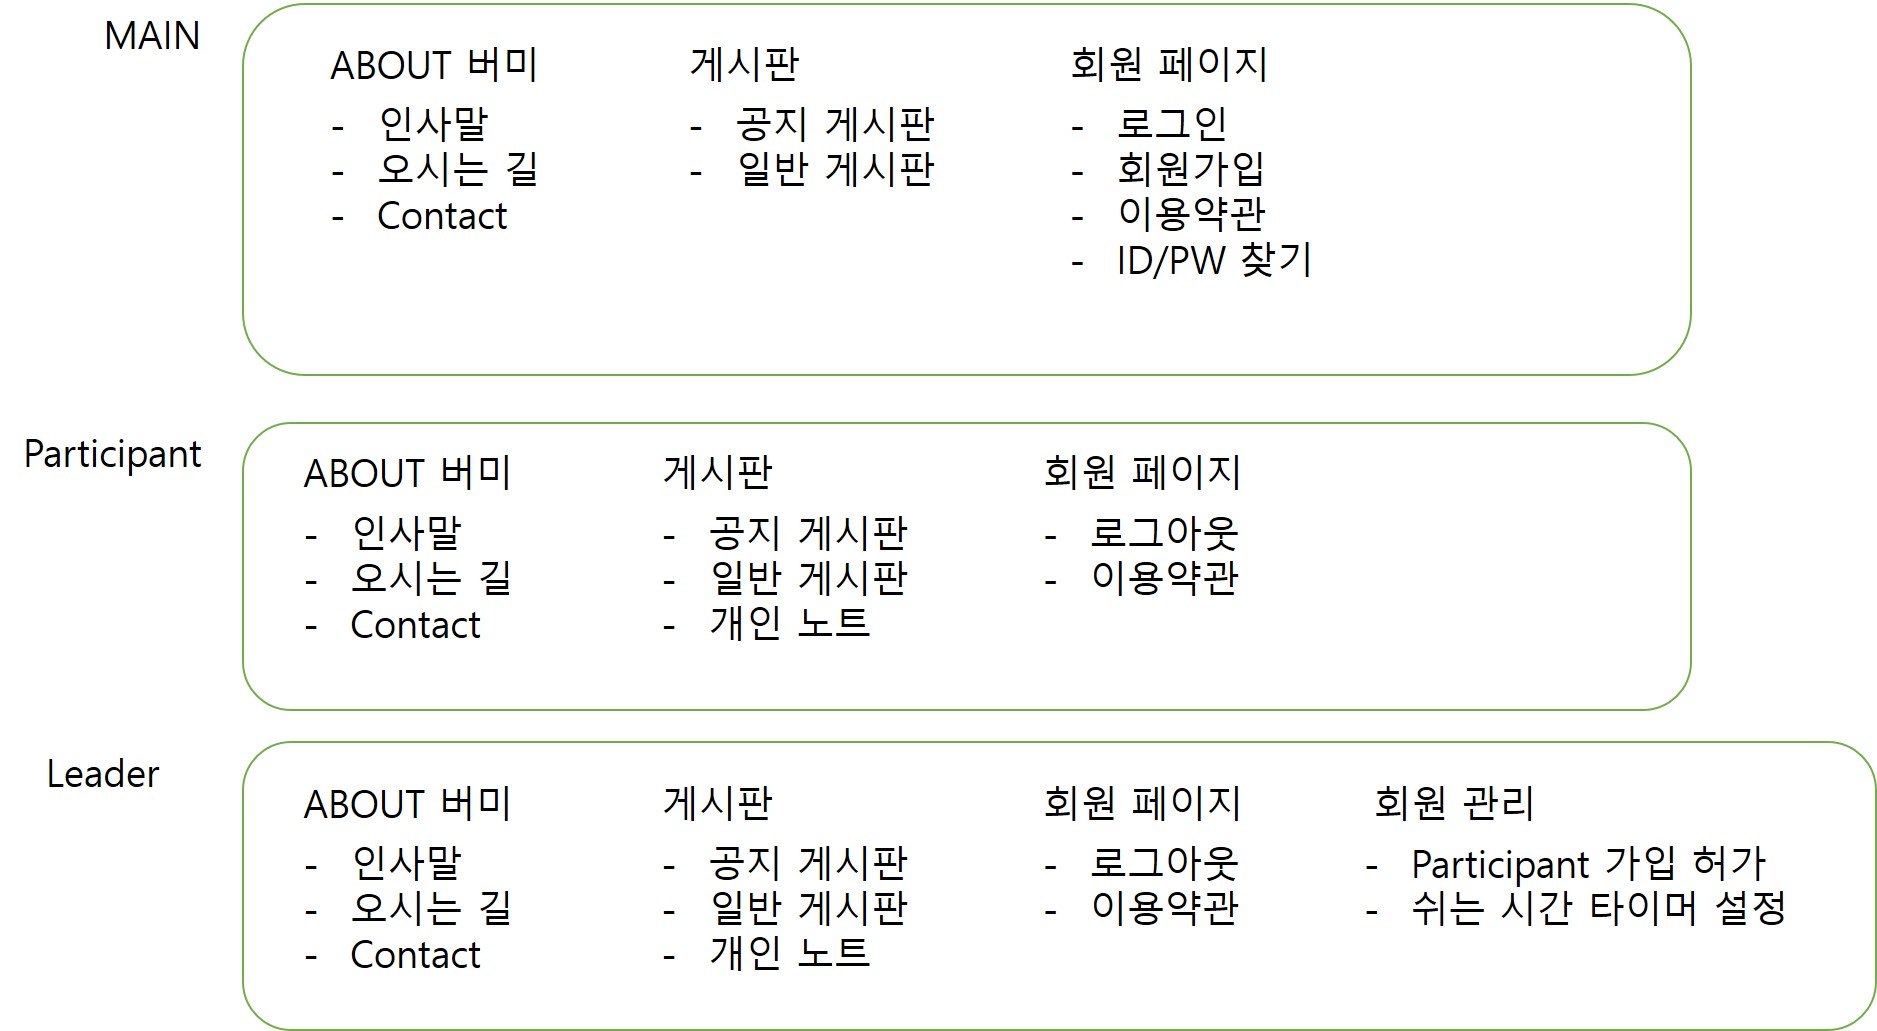 MAIN
ABOUT 버미
- 인사말
- 오시는 길
- Contact
게시판
- 공지 게시판
- 일반 게시판
회원 페이지
- 로그인
- 회원가입
- 이용약관
- ID/PW 찾기
Participant
ABOUT 버미
- 인사말
- 오시는 길
- Contact
게시판
- 공지 게시판
- 일반 게시판
- 개인 노트
회원 페이지
- 로그아웃
- 이용약관
Leader
ABOUT 버미
- 인사말
- 오시는 길
- Contact
게시판
- 공지 게시판
- 일반 게시판
- 개인 노트
회원 페이지
- 로그아웃
- 이용약관
회원 관리
- Participant 가입 허가
- 쉬는 시간 타이머 설정